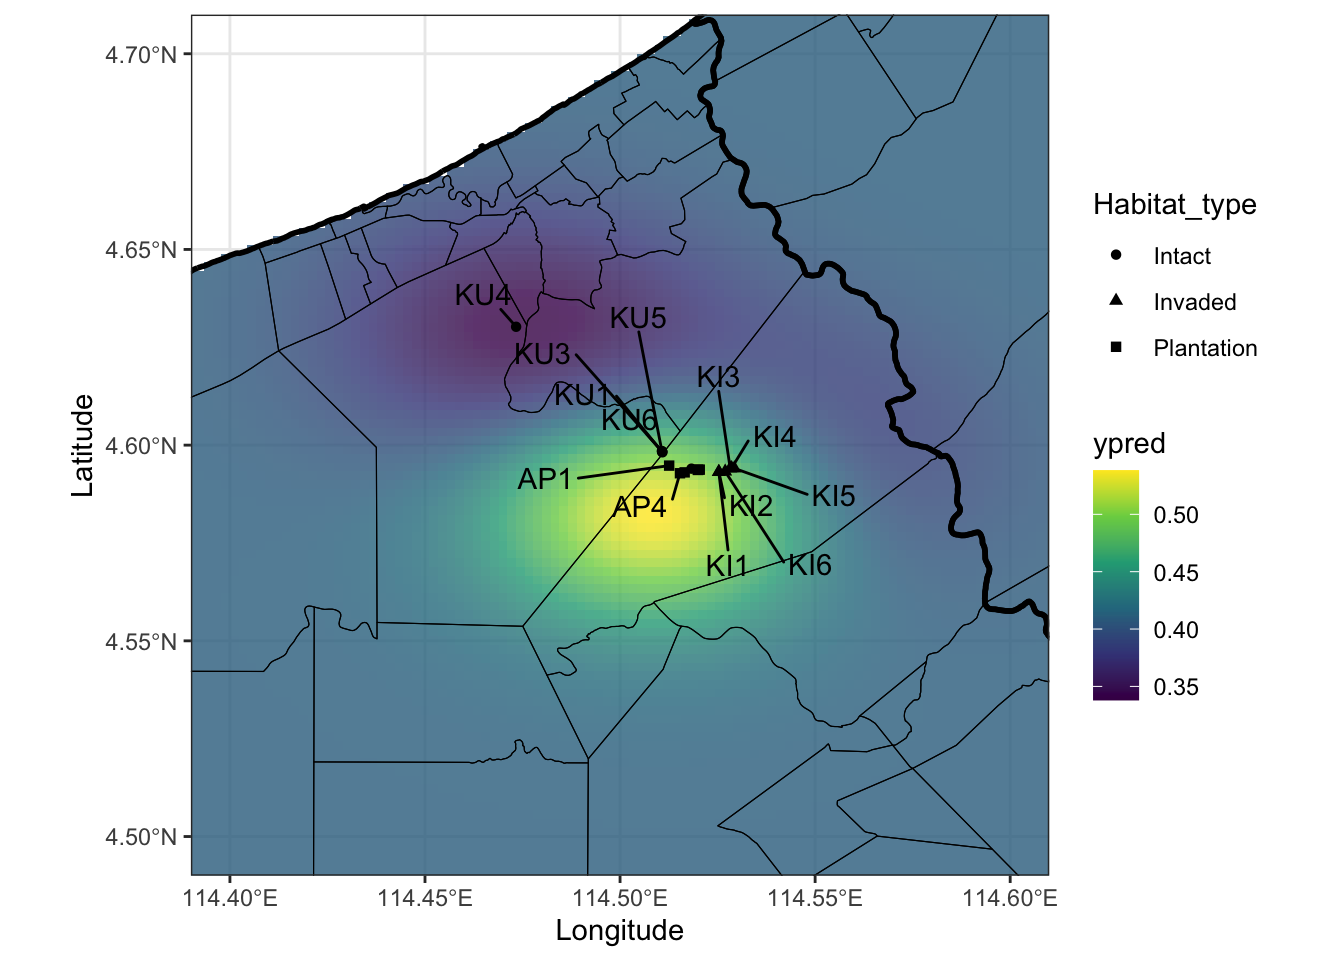 4.70°N
4.65°N
4.60°N
4.55°N
4.50°N
Latitude
KU4
KU5
KU3
KI3
KU1
KU6
KI4
AP1
KI5
AP4
KI2
KI1
KI6
114.40°E
114.45°E
114.50°E
114.55°E
114.60°E
Longitude
Habitat_type
Intact
Invaded
Plantation
ypred
0.50
0.45
0.40
0.35